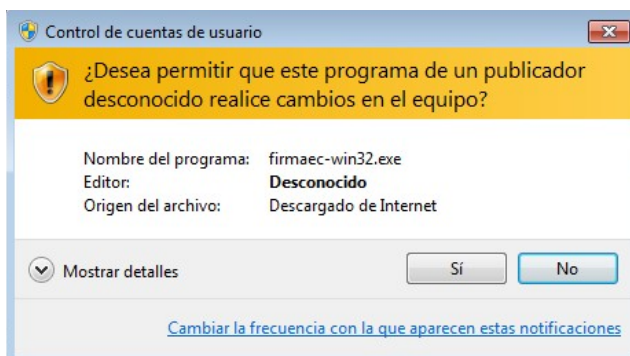 Control de cuentas de usuario
¿Desea permitir que este programa de un publicador
desconocido realice cambios en el equipo?
Nombre del programa: firmaec-win32.exe
Editor: Desconocido
Origen del archivo: Descargado de Internet
Mostrar detalles Sí No
Cambiar la frecuencia con la que aparecen estas notificaciones